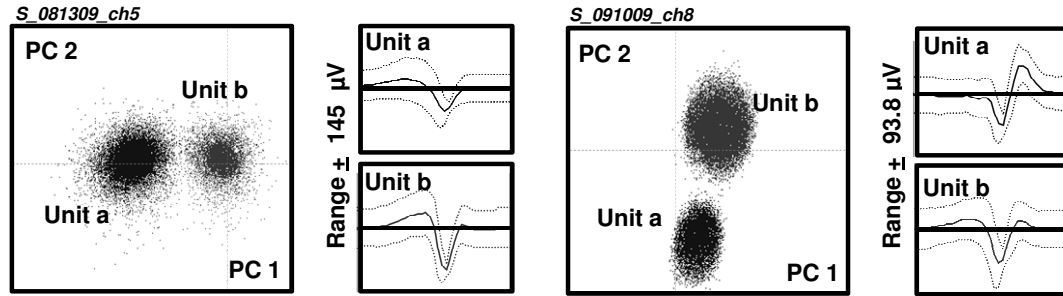 S_081309_ch5
PC 2
Unit b
Unit a
PC 1
Range ± 145 µV
Unit a
Unit b
S_091009_ch8
PC 2
Unit b
Unit a
PC 1
Range ± 93.8 µV
Unit a
Unit b